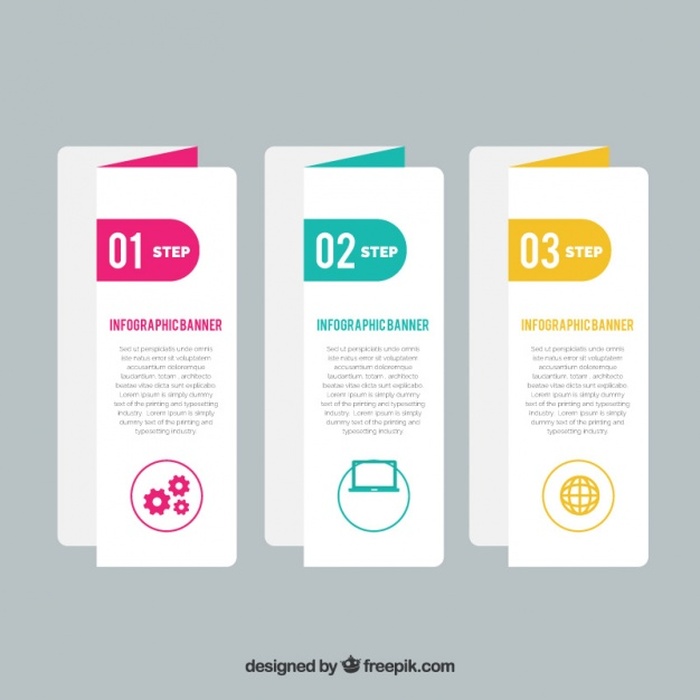 01 STEP
INFOGRAPHIC BANNER
Sed ut perspiciatis unde omnis
iste natus error sit voluptatem
accusantium doloremque
laudantium, totam , architecto
beatae vitae dicta sunt explicabo.
Lorem Ipsum is simply dummy
text of the printing and typesetting
industry. Lorem Ipsum is simply
dummy text of the printing and
typesetting industry.
02 STEP
INFOGRAPHIC BANNER
Sed ut perspiciatis unde omnis
iste natus error sit voluptatem
accusantium doloremque
laudantium, totam , architecto
beatae vitae dicta sunt explicabo.
Lorem Ipsum is simply dummy
text of the printing and typesetting
industry. Lorem Ipsum is simply
dummy text of the printing and
typesetting industry.
03 STEP
INFOGRAPHIC BANNER
Sed ut perspiciatis unde omnis
iste natus error sit voluptatem
accusantium doloremque
laudantium, totam , architecto
beatae vitae dicta sunt explicabo.
Lorem Ipsum is simply dummy
text of the printing and typesetting
industry. Lorem Ipsum is simply
dummy text of the printing and
typesetting industry.
designed by freepik.com